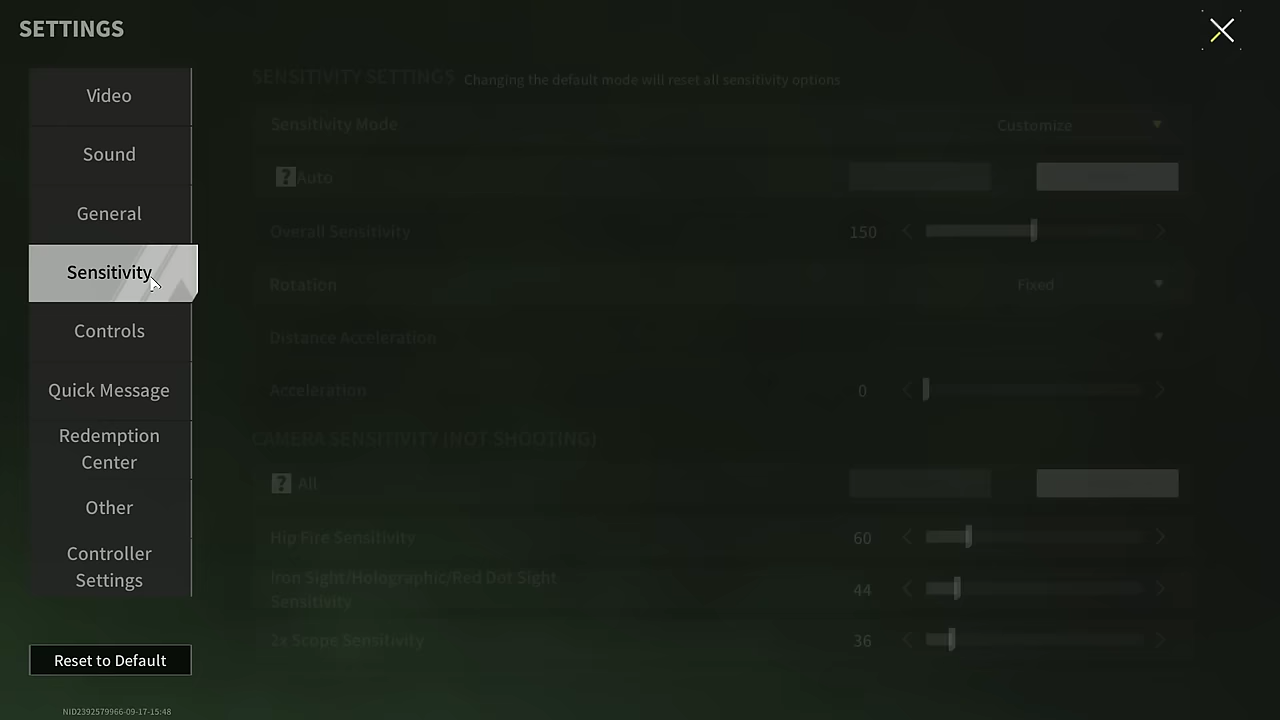 SETTINGS
Video
Sound
General
Sensitivity
Controls
Quick Message
Redemption
Center
Other
Controller
Settings
Reset to Default
NID2392579966-09-17-15:48
SENSITIVITY SETTINGS Changing the default mode will reset all sensitivity options
Sensitivity Mode Customize
? Auto
Overall Sensitivity 150
Rotation Fixed
Distance Acceleration
Acceleration 0
CAMERA SENSITIVITY (NOT SHOOTING)
? All
Hip Fire Sensitivity 60
Iron Sight/Holographic/Red Dot Sight
Sensitivity 44
2x Scope Sensitivity 36